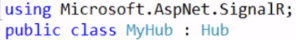 using Microsoft.AspNet.SignalR;
public class MyHub : Hub